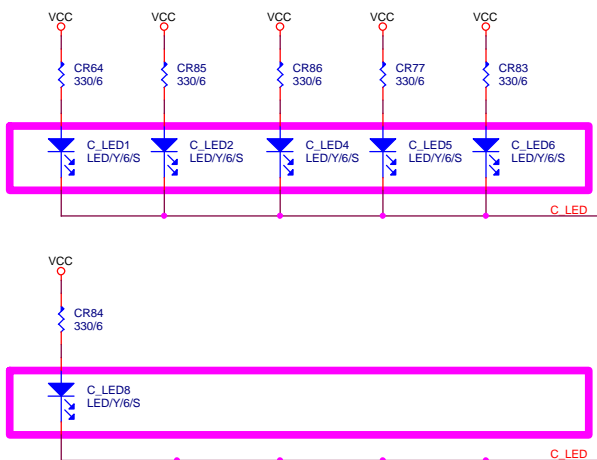 VCC VCC VCC VCC VCC
CR64 CR85 CR86 CR77 CR83
330/6 330/6 330/6 330/6 330/6
C_LED1 C_LED2 C_LED4 C_LED5 C_LED6
LED/Y/6/S LED/Y/6/S LED/Y/6/S LED/Y/6/S LED/Y/6/S
C_LED
VCC
CR84
330/6
C_LED8
LED/Y/6/S
C_LED